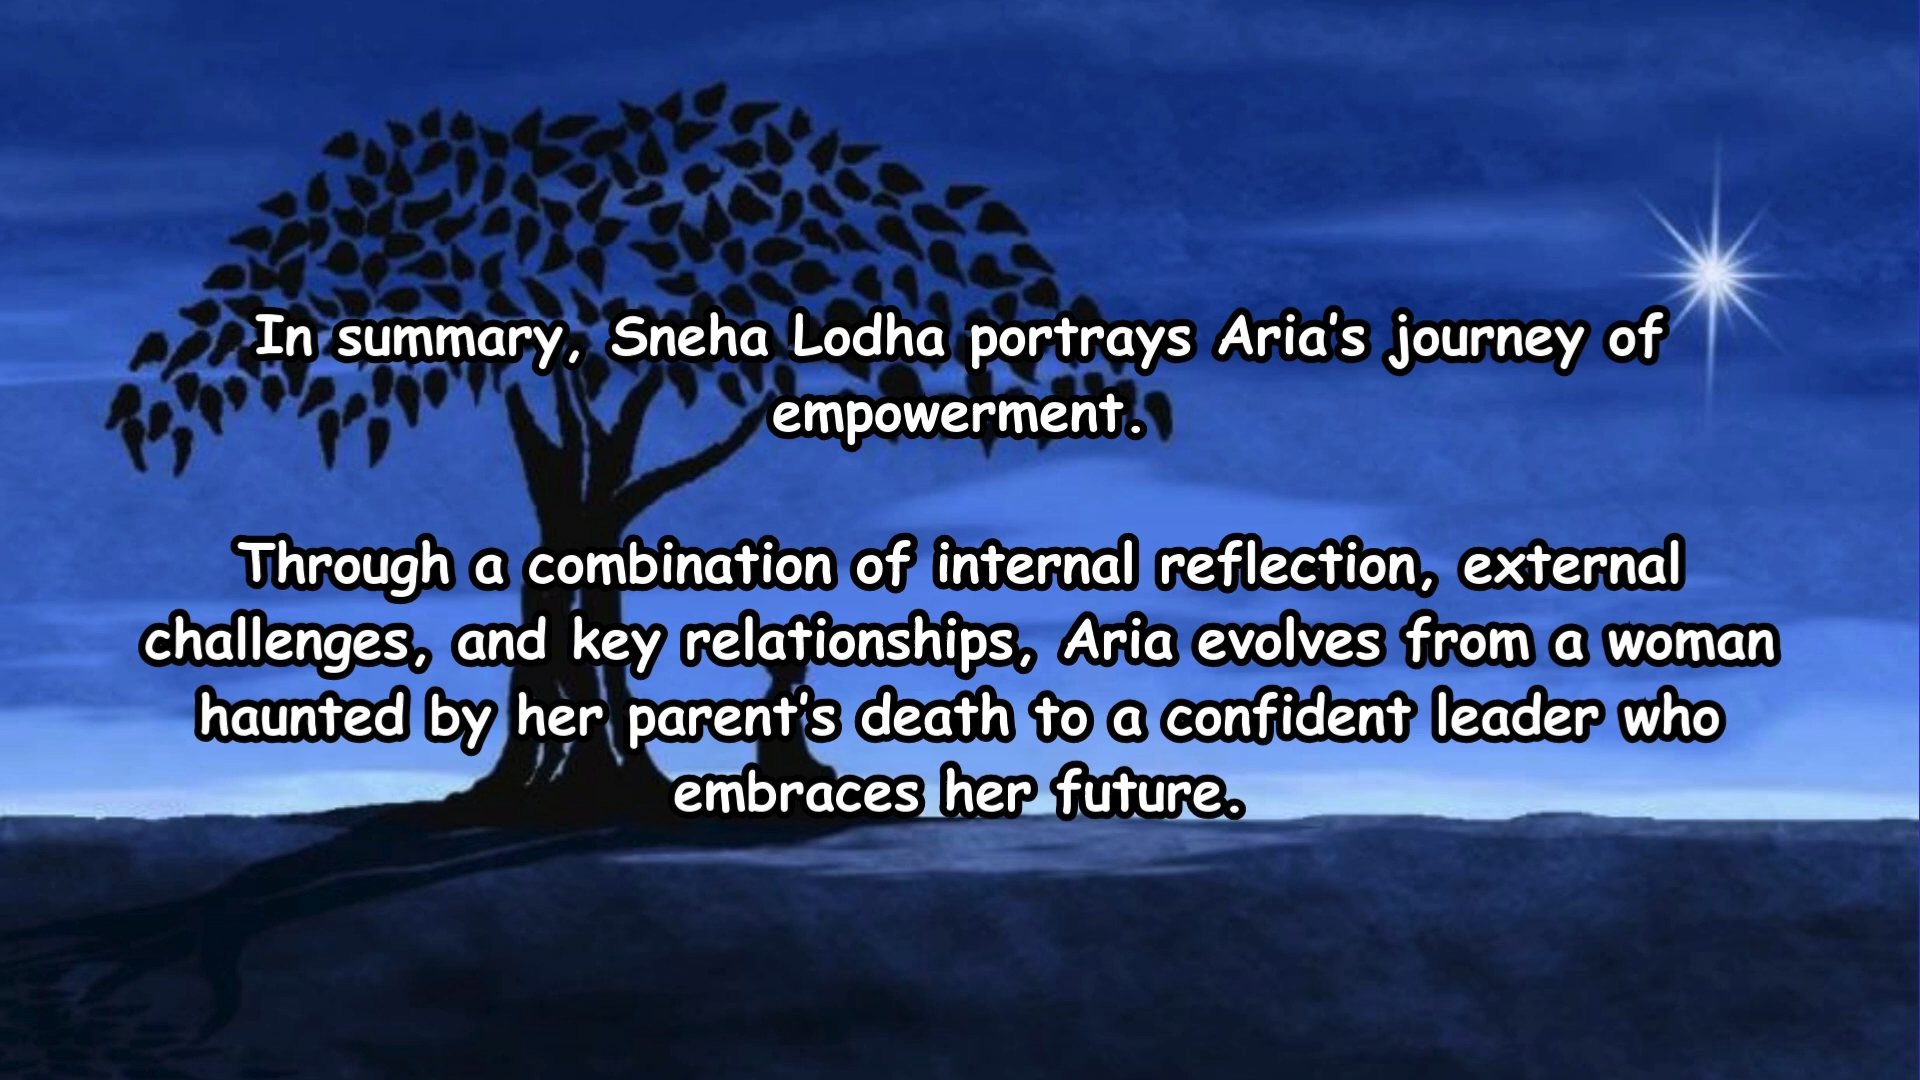 In summary, Sneha Lodha portrays Aria's journey of
empowerment.
Through a combination of internal reflection, external
challenges, and key relationships, Aria evolves from a woman
haunted by her parent's death to a confident leader who
embraces her future.